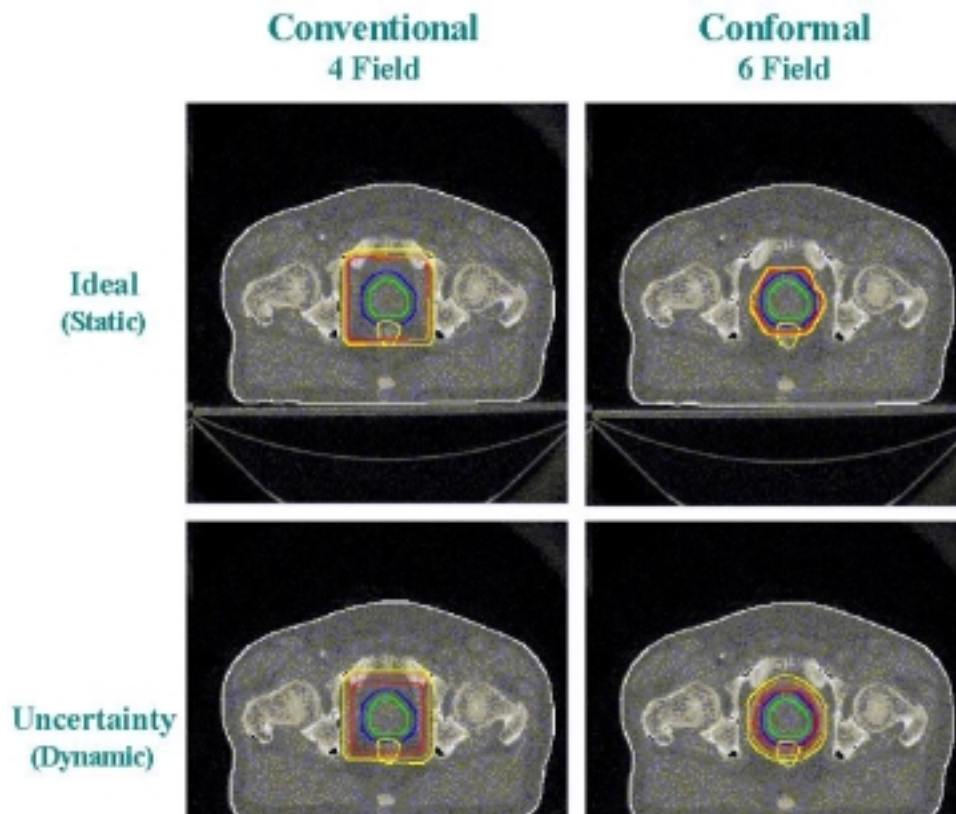 Conventional
4 Field
Conformal
6 Field
Ideal
(Static)
Uncertainty
(Dynamic)